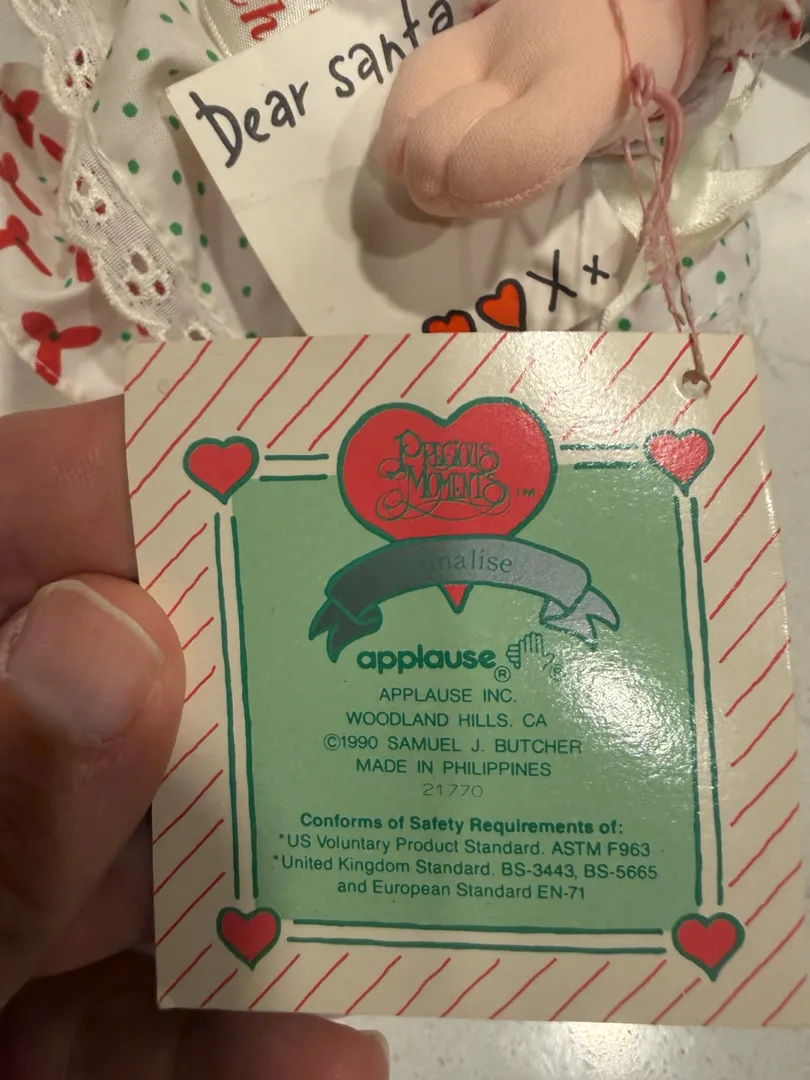 Dear santa
X x
PRECIOUS
MOMENTS™
applause®
APPLAUSE INC.
WOODLAND HILLS. CA
©1990 SAMUEL J. BUTCHER
MADE IN PHILIPPINES
21770
Conforms of Safety Requirements of:
*US Voluntary Product Standard. ASTM F963
*United Kingdom Standard. BS-3443, BS-5665
and European Standard EN-71